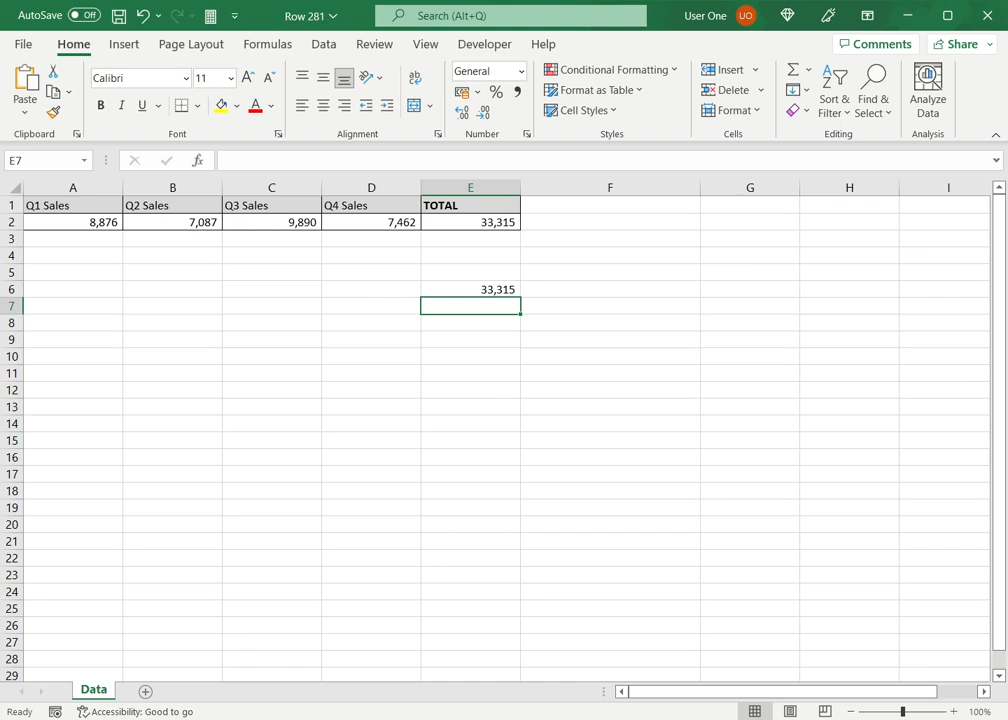 AutoSave Off Row 281 Search (Alt+Q) User One UO
File Home Insert Page Layout Formulas Data Review View Developer Help Comments Share
Paste
Calibri 11
B I U A
ab
General
% 9
Conditional Formatting
Format as Table
Cell Styles
Insert
Delete
Format
Sort & Filter
Find & Select
Analyze Data
Clipboard Font Alignment Number Styles Cells Editing Analysis
E7 fx
A B C D E F G H I
1 Q1 Sales Q2 Sales Q3 Sales Q4 Sales TOTAL
2 8,876 7,087 9,890 7,462 33,315
3
4
5
6 33,315
7
8
9
10
11
12
13
14
15
16
17
18
19
20
21
22
23
24
25
26
27
28
29
Data
Ready Accessibility: Good to go 100%